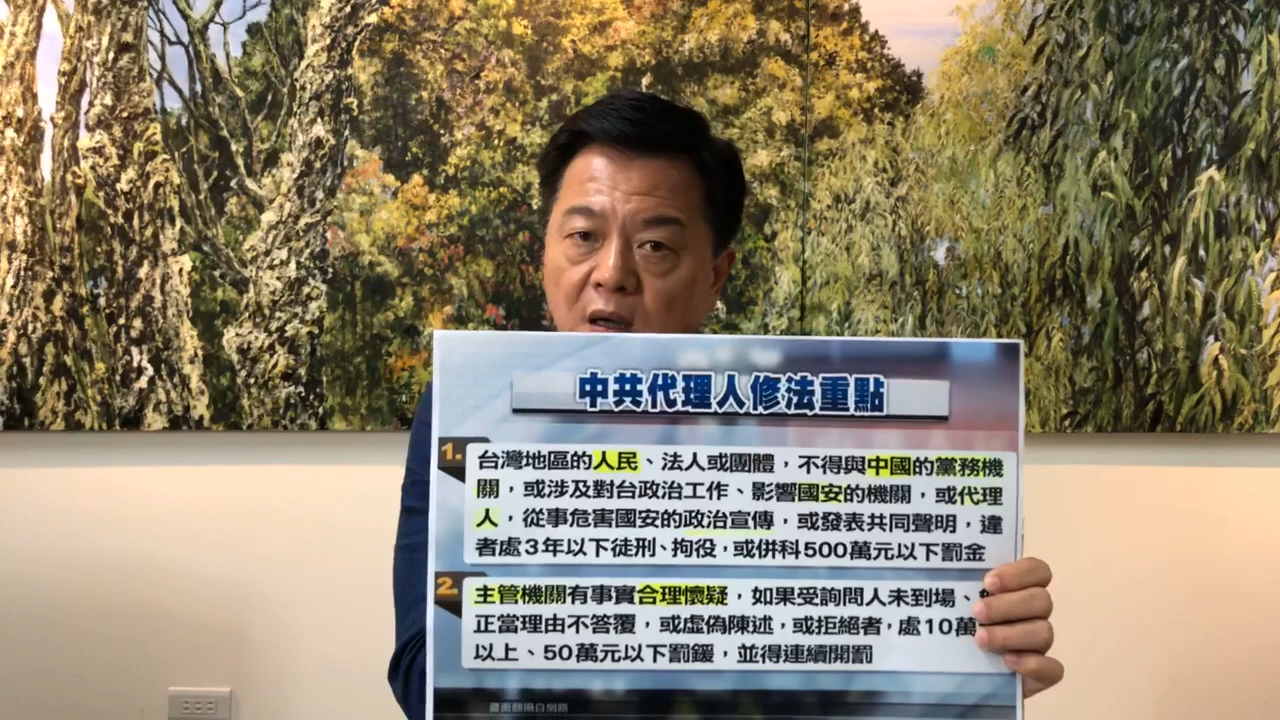 中共代理人修法重點
1.
台灣地區的人民、法人或團體,不得與中國的黨務機
關,或涉及對台政治工作、影響國安的機關,或代理
人,從事危害國安的政治宣傳,或發表共同聲明,違
者處3年以下徒刑、拘役,或併科500萬元以下罰金
2.
主管機關有事實合理懷疑,如果受詢問人未到場、
正當理由不答覆,或虛偽陳述,或拒絕者,處10萬
以上、50萬元以下罰鍰,並得連續開罰
畫面翻攝自網路